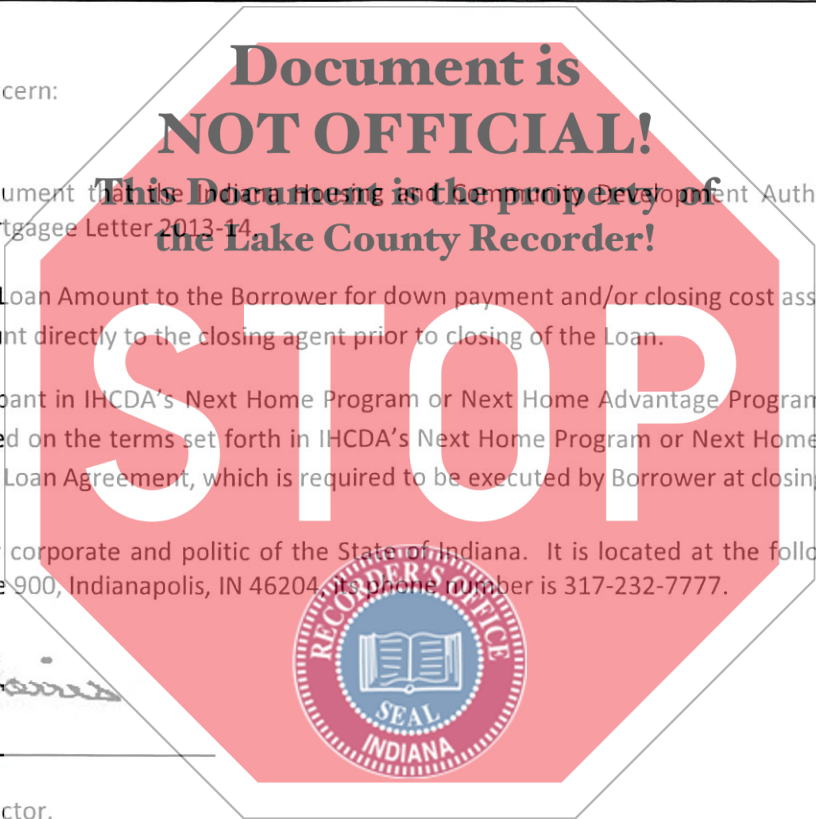 Document is
cern:
NOT OFFICIAL!
ument that the Indiana Housing and Community Development Auth
This Document is the property of
tgagee Letter 2013-14.
the Lake County Recorder!
Loan Amount to the Borrower for down payment and/or closing cost ass
nt directly to the closing agent prior to closing of the Loan.
STOP
pant in IHCDA's Next Home Program or Next Home Advantage Program
ed on the terms set forth in IHCDA's Next Home Program or Next Home
Loan Agreement, which is required to be executed by Borrower at closing
corporate and politic of the State of Indiana. It is located at the follo
e 900, Indianapolis, IN 46204, its phone number is 317-232-7777.
RECORDER'S OFFICE
SEAL
INDIANA
ctor.